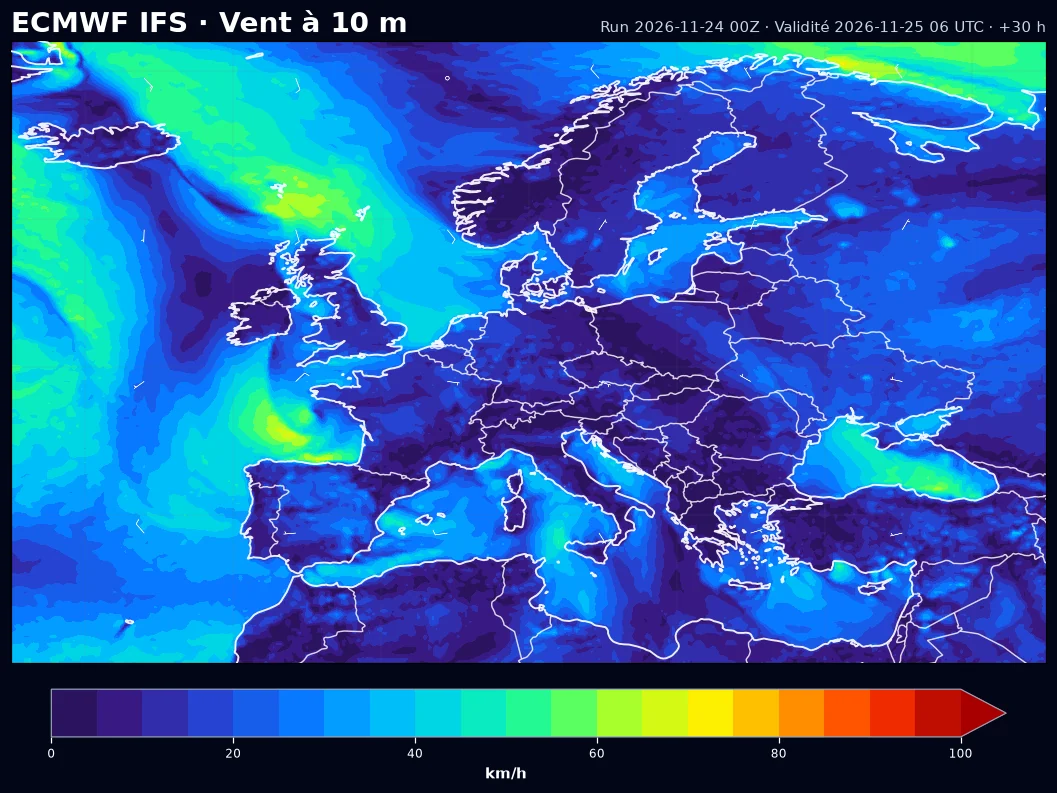 ECMWF IFS · Vent à 10 m
Run 2026-11-24 00Z · Validité 2026-11-25 06 UTC · +30 h
0 20 40 60 80 100
km/h